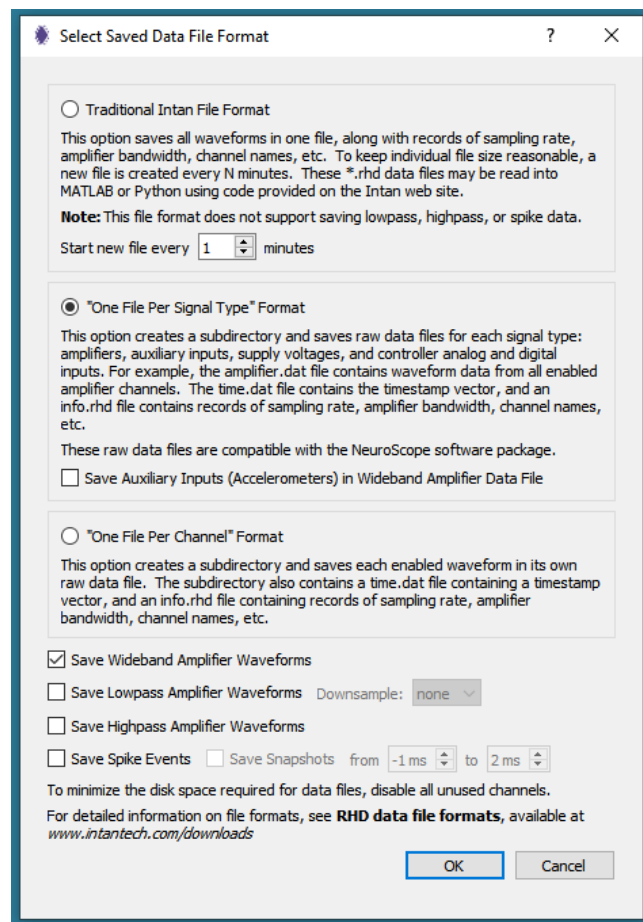 Select Saved Data File Format
Traditional Intan File Format
This option saves all waveforms in one file, along with records of sampling rate,
amplifier bandwidth, channel names, etc.  To keep individual file size reasonable, a
new file is created every N minutes.  These *.rhd data files may be read into
MATLAB or Python using code provided on the Intan web site.
Note: This file format does not support saving lowpass, highpass, or spike data.
Start new file every 1 minutes
"One File Per Signal Type" Format
This option creates a subdirectory and saves raw data files for each signal type:
amplifiers, auxiliary inputs, supply voltages, and controller analog and digital
inputs. For example, the amplifier.dat file contains waveform data from all enabled
amplifier channels.  The time.dat file contains the timestamp vector, and an
info.rhd file contains records of sampling rate, amplifier bandwidth, channel names,
etc.
These raw data files are compatible with the NeuroScope software package.
Save Auxiliary Inputs (Accelerometers) in Wideband Amplifier Data File
"One File Per Channel" Format
This option creates a subdirectory and saves each enabled waveform in its own
raw data file.  The subdirectory also contains a time.dat file containing a timestamp
vector, and an info.rhd file containing records of sampling rate, amplifier
bandwidth, channel names, etc.
Save Wideband Amplifier Waveforms
Save Lowpass Amplifier Waveforms Downsample: none
Save Highpass Amplifier Waveforms
Save Spike Events Save Snapshots from -1 ms to 2 ms
To minimize the disk space required for data files, disable all unused channels.
For detailed information on file formats, see RHD data file formats, available at
www.intantech.com/downloads
OK Cancel